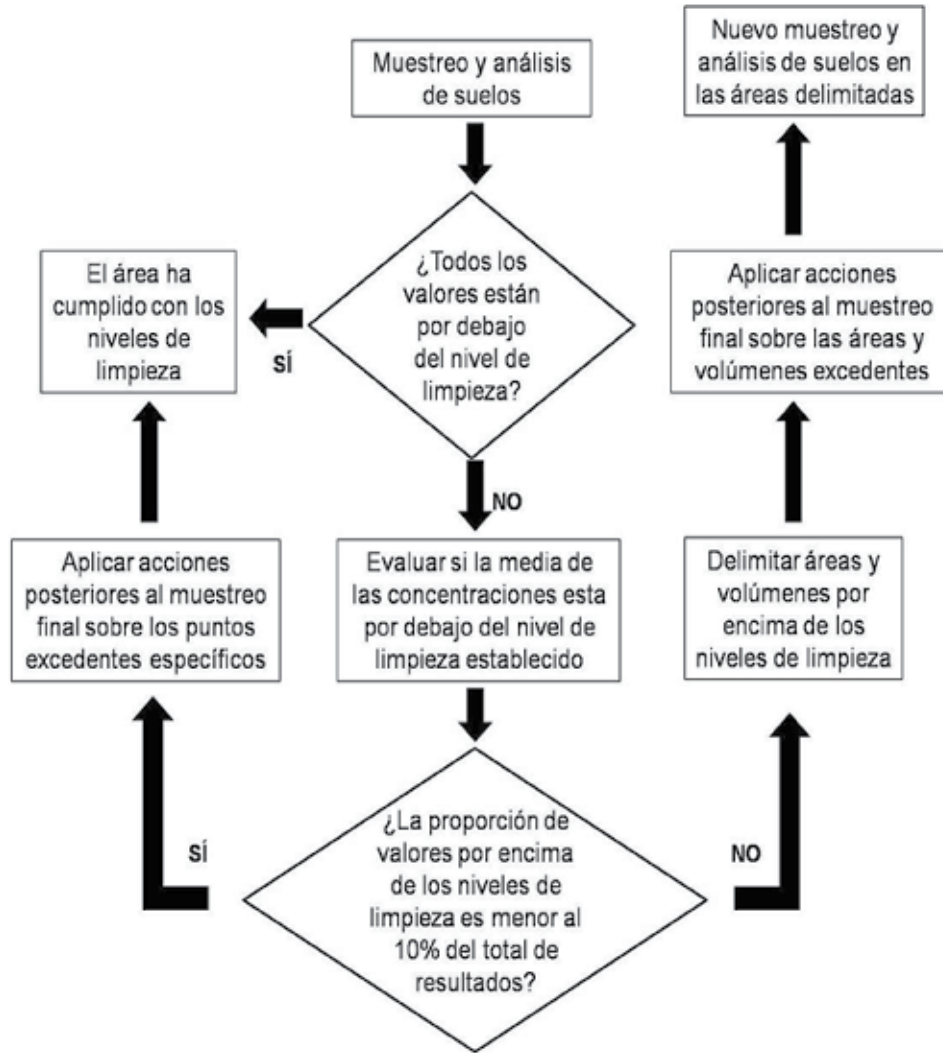 Muestreo y análisis
de suelos
¿Todos los
valores están
por debajo
del nivel de
limpieza?
SÍ
El área ha
cumplido con los
niveles de
limpieza
NO
Evaluar si la media de
las concentraciones esta
por debajo del nivel de
limpieza establecido
¿La proporción de
valores por encima
de los niveles de
limpieza es menor al
10% del total de
resultados?
SÍ
Aplicar acciones
posteriores al muestreo
final sobre los puntos
excedentes específicos
NO
Delimitar áreas y
volúmenes por
encima de los
niveles de limpieza
Aplicar acciones
posteriores al muestreo
final sobre las áreas y
volúmenes excedentes
Nuevo muestreo y
análisis de suelos en
las áreas delimitadas